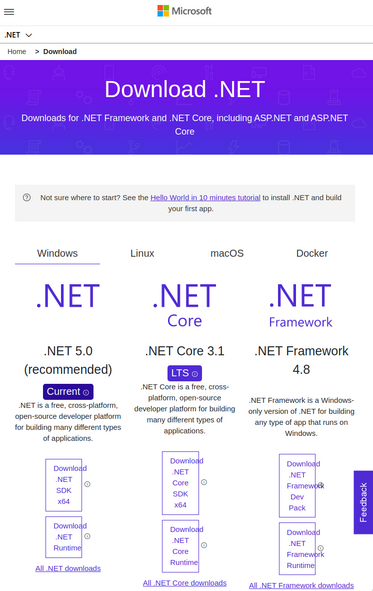 Microsoft
.NET
Home > Download
Download .NET
Downloads for .NET Framework and .NET Core, including ASP.NET and ASP.NET
Core
Not sure where to start? See the Hello World in 10 minutes tutorial to install .NET and build
your first app.
Windows
Linux
macOS
Docker
.NET
.NET 5.0
(recommended)
Current
.NET is a free, cross-platform,
open-source developer platform
for building many different types
of applications.
Download
.NET
SDK
x64
Download
.NET
Runtime
All .NET downloads
.NET
Core
.NET Core 3.1
LTS
.NET Core is a free, cross-
platform, open-source
developer platform for building
many different types of
applications.
Download
.NET
Core
SDK
x64
Download
.NET
Core
Runtime
All .NET Core downloads
.NET
Framework
.NET Framework
4.8
.NET Framework is a Windows-
only version of .NET for building
any type of app that runs on
Windows.
Download
.NET
Framework
Dev
Pack
Download
.NET
Framework
Runtime
All .NET Framework downloads
Feedback